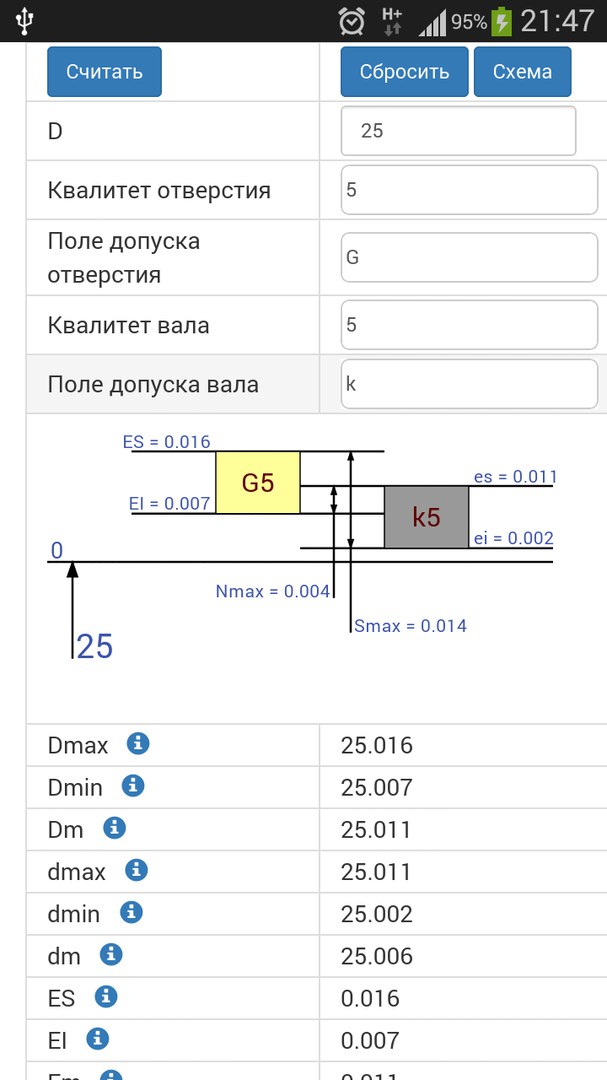 H+ 95% 21:47
Считать Сбросить Схема
D 25
Квалитет отверстия 5
Поле допуска
отверстия G
Квалитет вала 5
Поле допуска вала k
ES = 0.016
G5
es = 0.011
EI = 0.007
k5
ei = 0.002
0
Nmax = 0.004
Smax = 0.014
25
Dmax 25.016
Dmin 25.007
Dm 25.011
dmax 25.011
dmin 25.002
dm 25.006
ES 0.016
EI 0.007